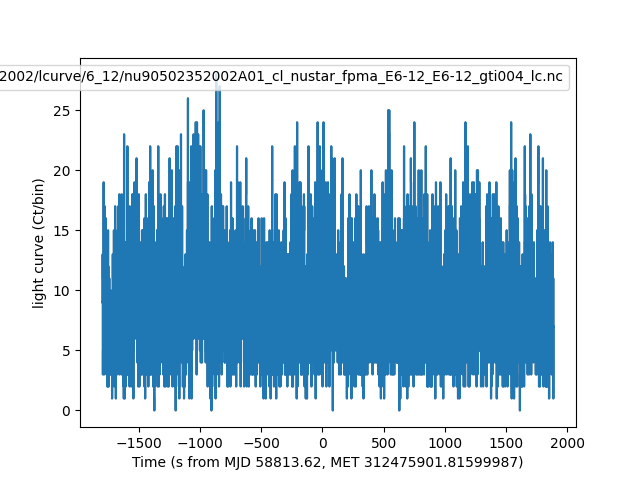 2002/lcurve/6_12/nu90502352002A01_cl_nustar_fpma_E6-12_E6-12_gti004_lc.nc
25
20
15
10
5
0
light curve (Ct/bin)
−1500 −1000 −500 0 500 1000 1500 2000
Time (s from MJD 58813.62, MET 312475901.81599987)